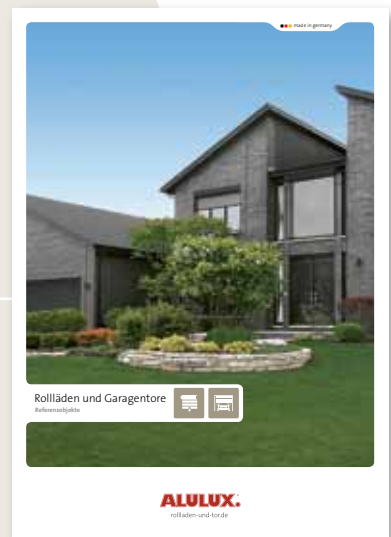 made in germany
Rollläden und Garagentore
Referenzobjekte
ALULUX.
rollladen-und-tor.de